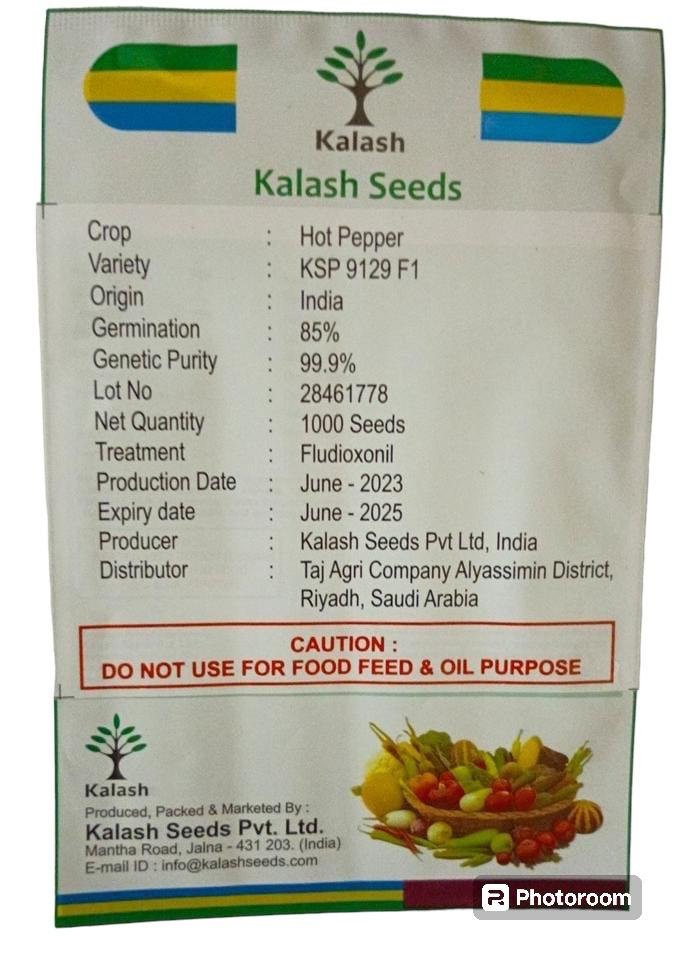 Kalash
Kalash Seeds
Crop : Hot Pepper
Variety : KSP 9129 F1
Origin : India
Germination : 85%
Genetic Purity : 99.9%
Lot No : 28461778
Net Quantity : 1000 Seeds
Treatment : Fludioxonil
Production Date : June - 2023
Expiry date : June - 2025
Producer : Kalash Seeds Pvt Ltd, India
Distributor : Taj Agri Company Alyassimin District,
Riyadh, Saudi Arabia
CAUTION :
DO NOT USE FOR FOOD FEED & OIL PURPOSE
Kalash
Produced, Packed & Marketed By :
Kalash Seeds Pvt. Ltd.
Mantha Road, Jalna - 431 203. (India)
E-mail ID : info@kalashseeds.com
Photoroom